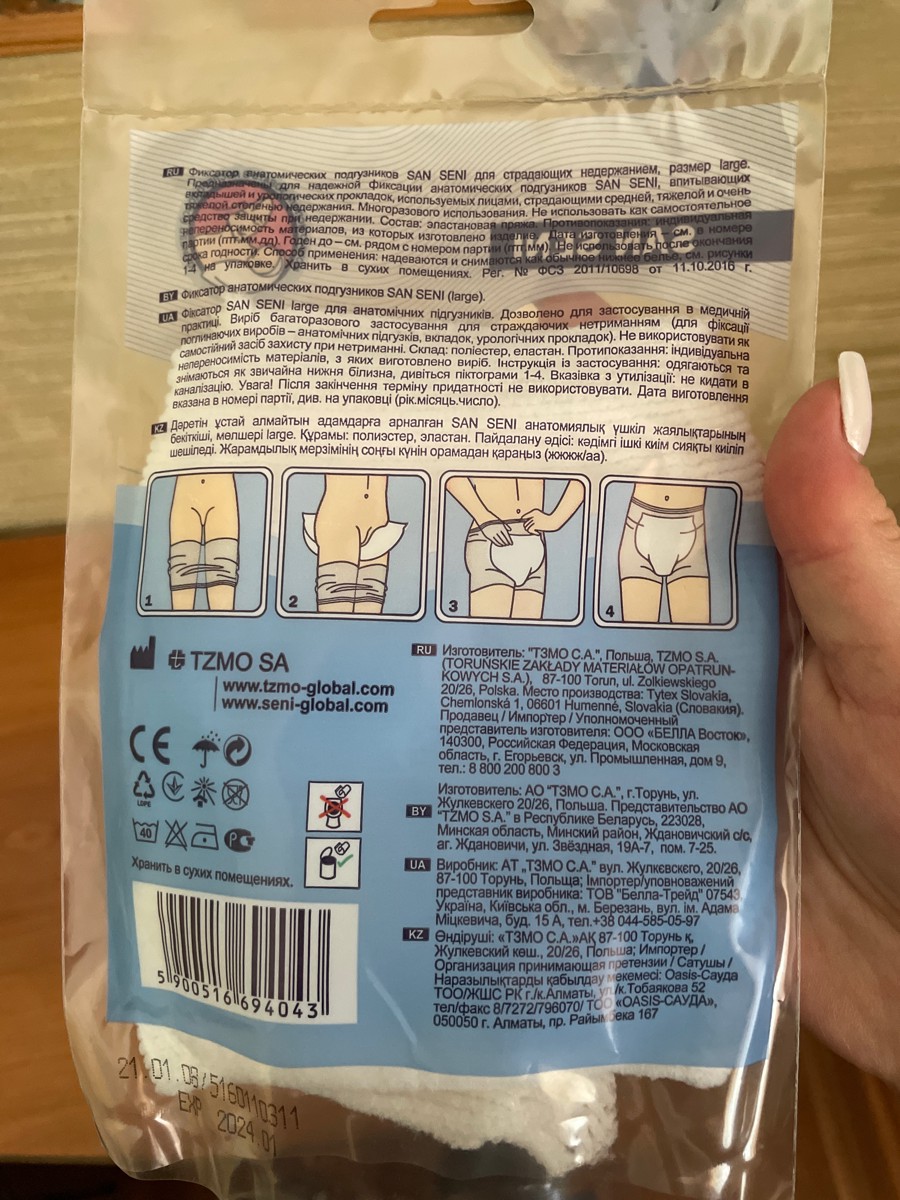 RU Фиксатор анатомических подгузников SAN SENI для страдающих недержанием, размер large.
Предназначены для надежной фиксации анатомических подгузников SAN SENI, впитывающих
вкладышей и урологических прокладок, используемых лицами, страдающими средней, тяжелой и очень
тяжелой степенью недержания. Многоразового использования. Не использовать как самостоятельное
средство защиты при недержании. Состав: эластановая пряжа. Противопоказания: индивидуальная
непереносимость материалов, из которых изготовлено изделие. Дата изготовления – см. в номере
партии (гтг.мм.дд). Годен до – см. рядом с номером партии (гтг.мм). Не использовать после окончания
срока годности. Способ применения: надеваются и снимаются как обычное нижнее белье, см. рисунки
1-4 на упаковке. Хранить в сухих помещениях. Рег. № ФСЗ 2011/10698 от 11.10.2016 г.
BY Фиксатор анатомических подгузников SAN SENI (large).
UA Фіксатор SAN SENI large для анатомічних підгузників. Дозволено для застосування в медичній
практиці. Виріб багаторазового застосування для страждаючих нетриманням (для фіксації
поглинаючих виробів – анатомічних підгузків, вкладок, урологічних прокладок). Не використовувати як
самостійний засіб захисту при нетриманні. Склад: поліестер, еластан. Протипоказання: індивідуальна
непереносимість матеріалів, з яких виготовлено виріб. Інструкція із застосування: одягаються та
знімаються як звичайна нижня білизна, дивіться піктограми 1-4. Вказівка з утилізації: не кидати в
каналізацію. Увага! Після закінчення терміну придатності не використовувати. Дата виготовлення
вказана в номері партії, див. на упаковці (рік.місяць.число).
KZ Дәретін ұстай алмайтын адамдарға арналған SAN SENI анатомиялық үшкіл жаялықтарының
бекіткіші, мөлшері large. Құрамы: полиэстер, эластан. Пайдалану әдісі: кәдімгі ішкі киім сияқты киіліп
шешіледі. Жарамдылық мерзімінің соңғы күнін орамадан қараңыз (жжжж/аа).
1
2
3
4
TZMO SA
www.tzmo-global.com
www.seni-global.com
CE
LDPE
40
РС
Хранить в сухих помещениях.
5 900516 694043
RU Изготовитель: "ТЗМО С.А.", Польша, TZMO S.A.
(TORUŃSKIE ZAKŁADY MATERIAŁÓW OPATRUN-
KOWYCH S.A.), 87-100 Torun, ul. Zolkiewskiego
20/26, Polska. Место производства: Tytex Slovakia,
Chemlonská 1, 06601 Humenné, Slovakia (Словакия).
Продавец / Импортер / Уполномоченный
представитель изготовителя: ООО «БЕЛЛА Восток»,
140300, Российская Федерация, Московская
область, г. Егорьевск, ул. Промышленная, дом 9,
тел.: 8 800 200 800 3
BY Изготовитель: АО "ТЗМО С.А.", г.Торунь, ул.
Жулкевского 20/26, Польша. Представительство АО
"TZMO S.A." в Республике Беларусь, 223028,
Минская область, Минский район, Ждановичский с/с,
аг. Ждановичи, ул. Звёздная, 19А-7, пом. 7-25.
UA Виробник: АТ „ТЗМО С.А." вул. Жулкєвского, 20/26,
87-100 Торунь, Польща; Імпортер/уповноважений
представник виробника: ТОВ "Белла-Трейд" 07543,
Україна, Київська обл., м. Березань, вул. ім. Адама
Міцкевича, буд. 15 А, тел.+38 044-585-05-97
KZ Өндіруші: «ТЗМО С.А.»АҚ 87-100 Торунь қ,
Жулкевский көш., 20/26, Польша; Импортер /
Организация принимающая претензии / Сатушы /
Наразылықтарды қабылдау мекемесі: Oasis-Сауда
ТОО/ЖШС РК г./к.Алматы, ул./к.Тобаякова 52
тел/факс 8/7272/796070/ ТОО «OASIS-САУДА»,
050050 г. Алматы, пр. Райымбека 167
21.01.08/5160110311
EXP 2024.01